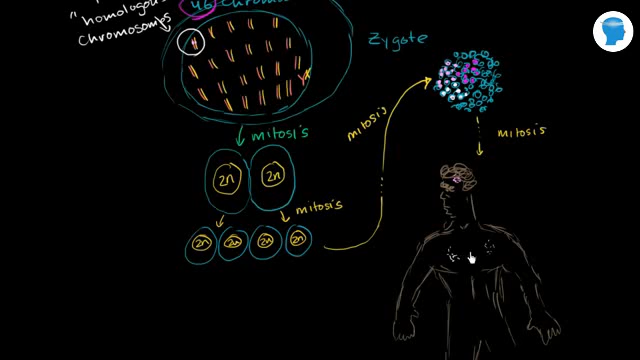 46 Chromo
"homologous
chromosomes
Zygote
mitosis
mitosis
mitosis
2n 2n
mitosis
2n 2n 2n 2n